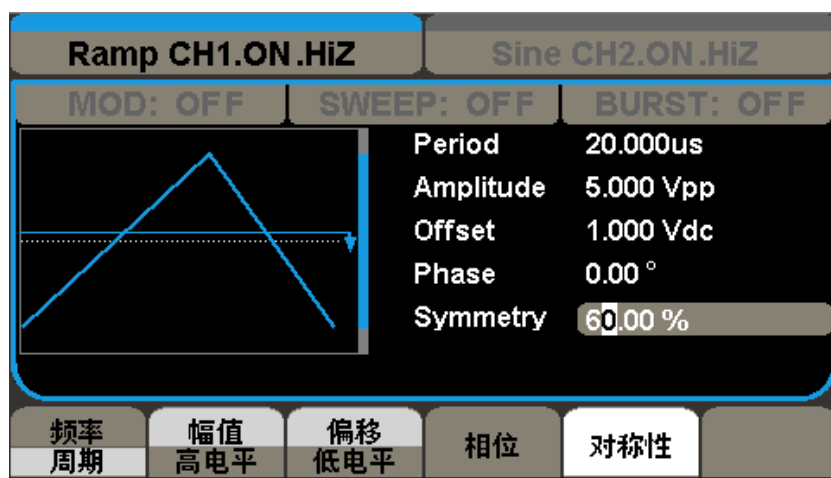 Ramp CH1.ON.HiZ Sine CH2.ON.HiZ
MOD: OFF SWEEP: OFF BURST: OFF
Period 20.000us
Amplitude 5.000 Vpp
Offset 1.000 Vdc
Phase 0.00 °
Symmetry 60.00 %
频率 幅值 偏移 相位 对称性
周期 高电平 低电平